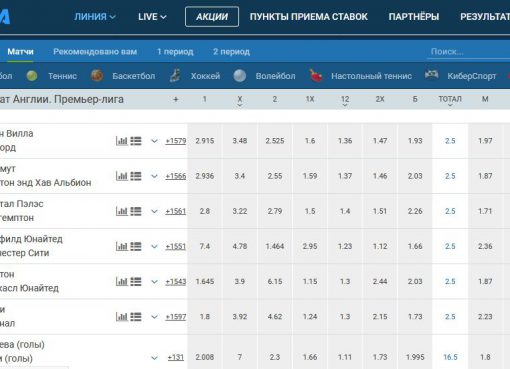 ЛИНИЯ LIVE АКЦИИ ПУНКТЫ ПРИЕМА СТАВОК ПАРТНЁРЫ РЕЗУЛЬТАТ
Матчи Рекомендовано вам 1 период 2 период Поиск...
бол Теннис Баскетбол Хоккей Волейбол Настольный теннис КиберСпорт
ат Англии. Премьер-лига + 1 X 2 1X 12 2X Б ТОТАЛ М
н Вилла
орд
+1579 2.915 3.48 2.525 1.6 1.36 1.47 1.93 2.5 1.97
мут
тон энд Хав Альбион
+1566 2.936 3.4 2.55 1.59 1.37 1.46 2.03 2.5 1.87
тал Пэлэс
гемптон
+1561 2.8 3.22 2.79 1.5 1.4 1.51 2.26 2.5 1.71
филд Юнайтед
честер Сити
+1551 7.4 4.78 1.464 2.95 1.23 1.12 1.66 2.5 2.36
тон
касл Юнайтед
+1543 1.645 3.9 6.15 1.15 1.3 2.44 2.03 2.5 1.87
и
нал
+1597 1.8 3.92 4.62 1.24 1.3 2.15 1.73 2.5 2.23
ева (голы)
и (голы)
+131 2.008 7 2.3 1.66 1.11 1.73 1.995 16.5 1.8